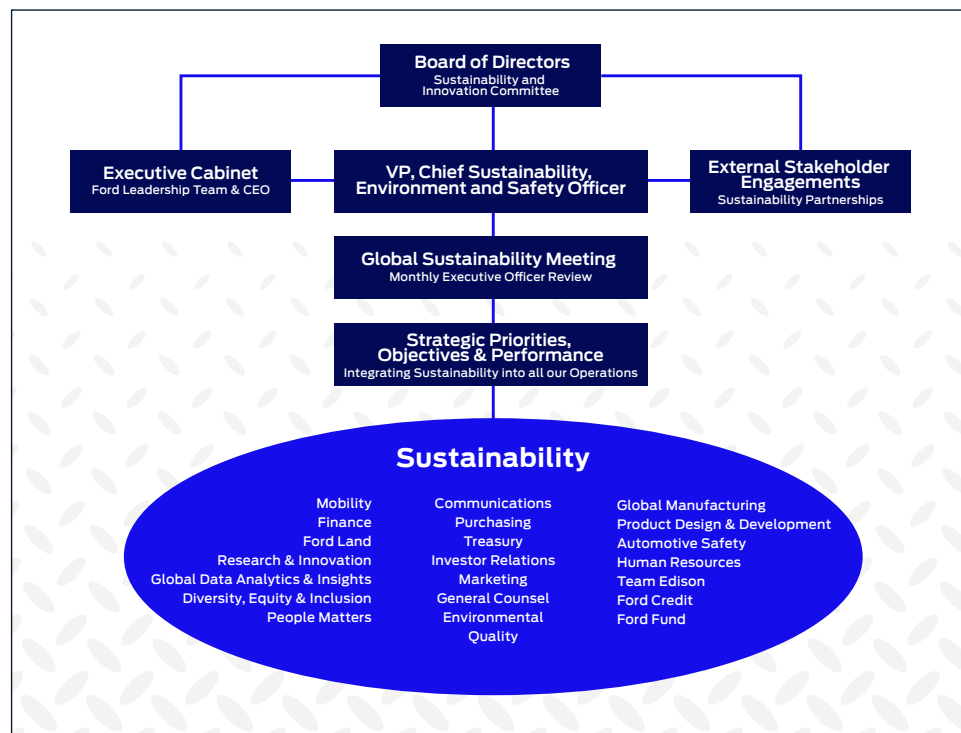 Board of Directors
Sustainability and
Innovation Committee
Executive Cabinet
Ford Leadership Team & CEO
VP, Chief Sustainability,
Environment and Safety Officer
External Stakeholder
Engagements
Sustainability Partnerships
Global Sustainability Meeting
Monthly Executive Officer Review
Strategic Priorities,
Objectives & Performance
Integrating Sustainability into all our Operations
Sustainability
Mobility
Finance
Ford Land
Research & Innovation
Global Data Analytics & Insights
Diversity, Equity & Inclusion
People Matters
Communications
Purchasing
Treasury
Investor Relations
Marketing
General Counsel
Environmental
Quality
Global Manufacturing
Product Design & Development
Automotive Safety
Human Resources
Team Edison
Ford Credit
Ford Fund